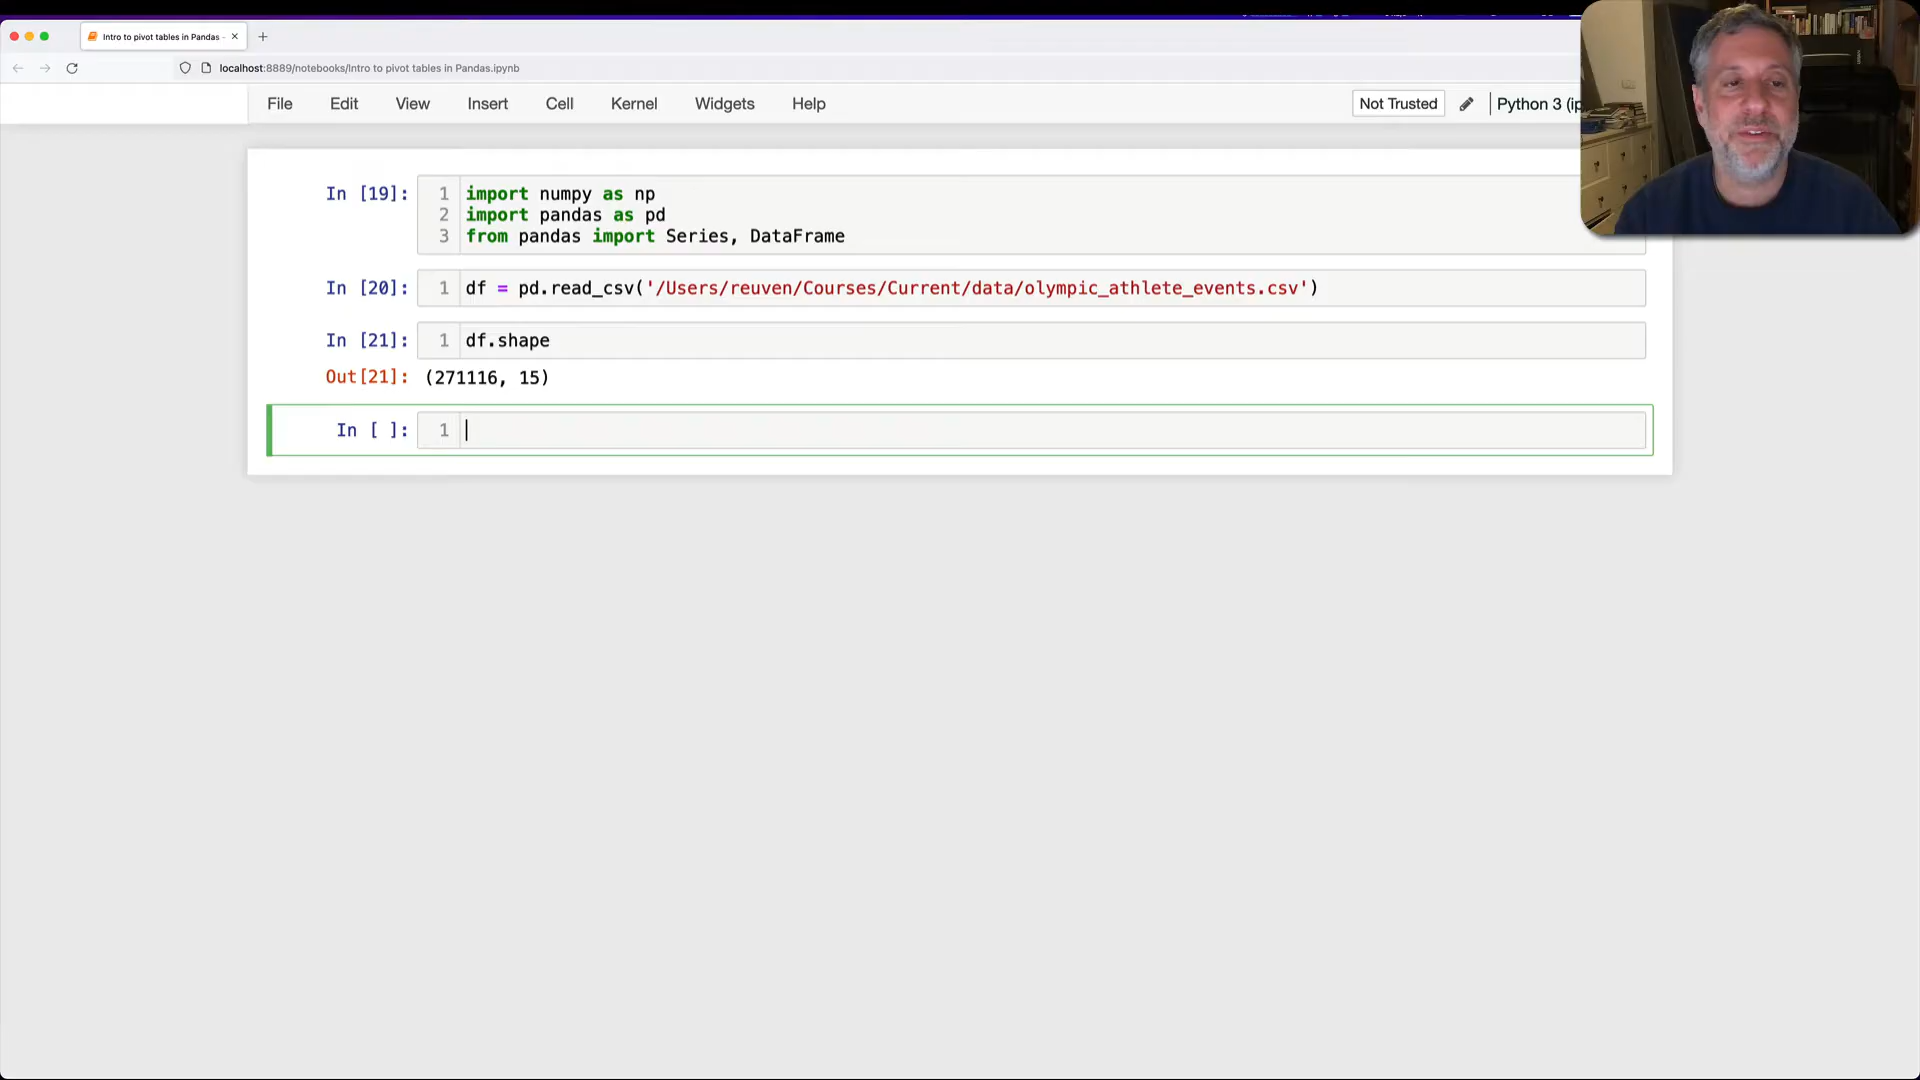 Intro to pivot tables in Pandas -
localhost:8889/notebooks/Intro to pivot tables in Pandas.ipynb
File Edit View Insert Cell Kernel Widgets Help Not Trusted Python 3 (ip
In [19]: 1 import numpy as np
2 import pandas as pd
3 from pandas import Series, DataFrame
In [20]: 1 df = pd.read_csv('/Users/reuven/Courses/Current/data/olympic_athlete_events.csv')
In [21]: 1 df.shape
Out[21]: (271116, 15)
In [ ]: 1